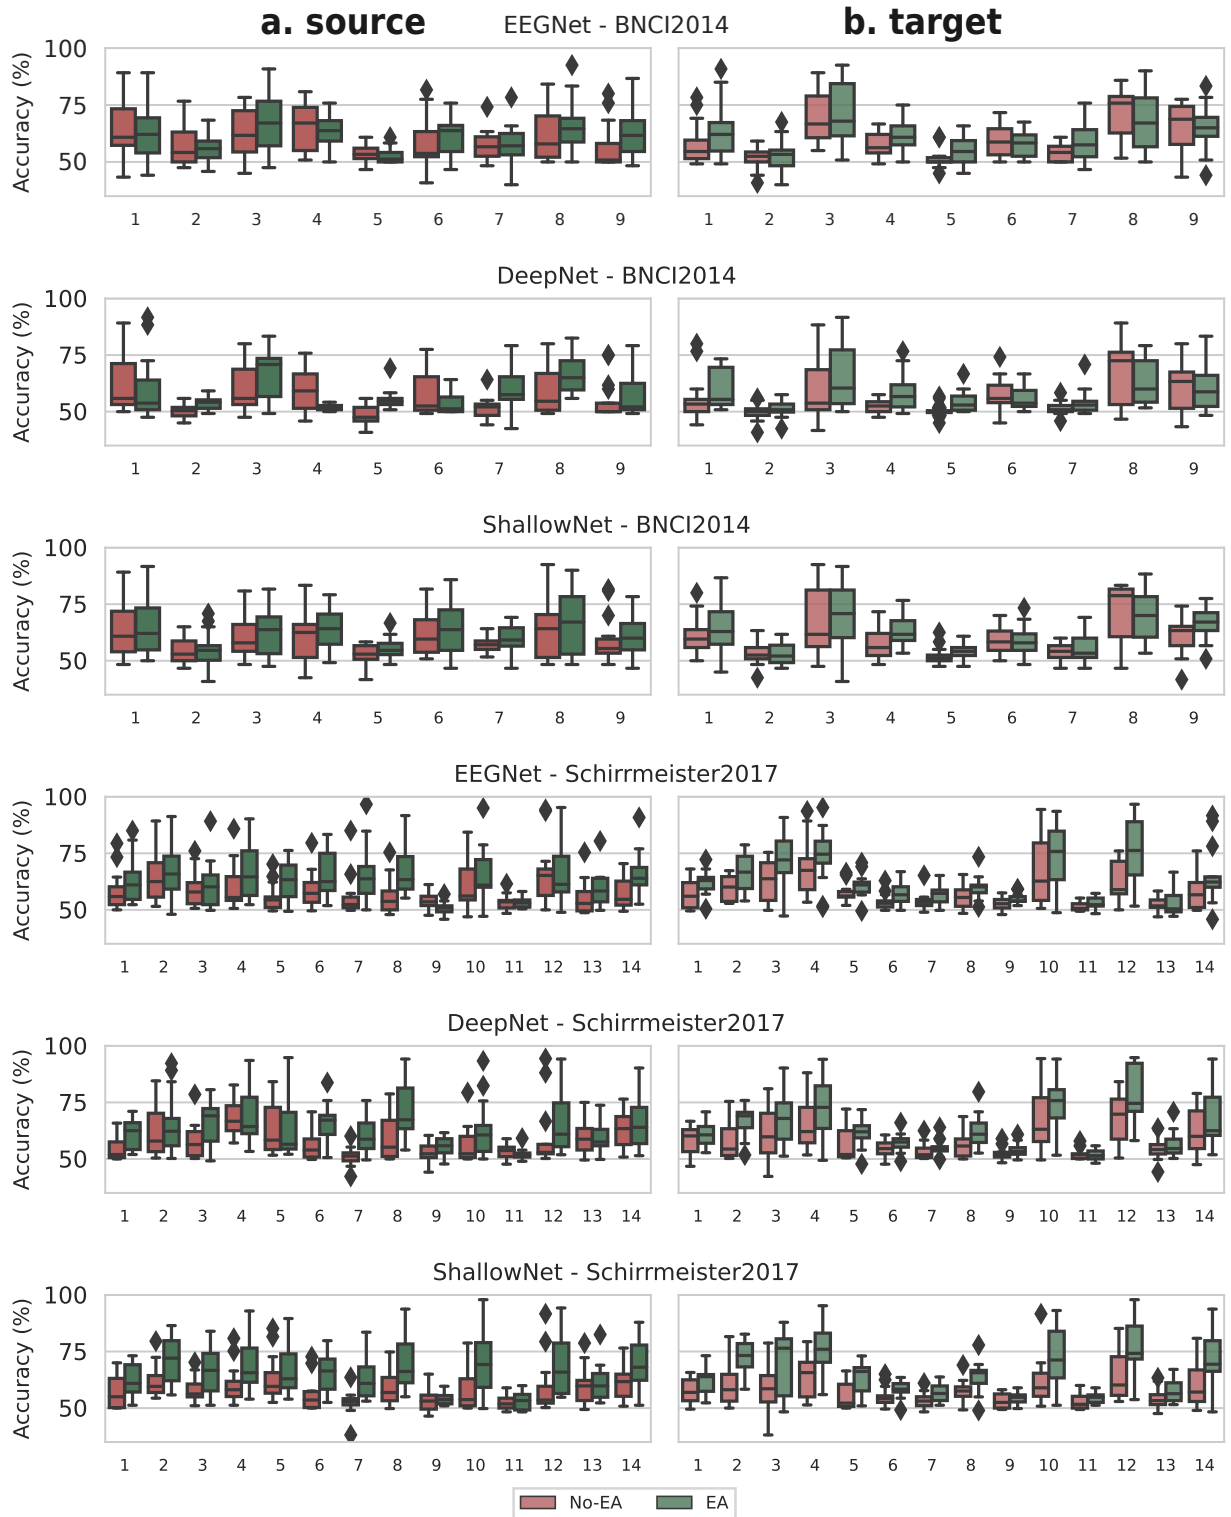 a. source EEGNet - BNCI2014 b. target
Accuracy (%)
100
75
50
1 2 3 4 5 6 7 8 9
1 2 3 4 5 6 7 8 9
DeepNet - BNCI2014
Accuracy (%)
100
75
50
1 2 3 4 5 6 7 8 9
1 2 3 4 5 6 7 8 9
ShallowNet - BNCI2014
Accuracy (%)
100
75
50
1 2 3 4 5 6 7 8 9
1 2 3 4 5 6 7 8 9
EEGNet - Schirrmeister2017
Accuracy (%)
100
75
50
1 2 3 4 5 6 7 8 9 10 11 12 13 14
1 2 3 4 5 6 7 8 9 10 11 12 13 14
DeepNet - Schirrmeister2017
Accuracy (%)
100
75
50
1 2 3 4 5 6 7 8 9 10 11 12 13 14
1 2 3 4 5 6 7 8 9 10 11 12 13 14
ShallowNet - Schirrmeister2017
Accuracy (%)
100
75
50
1 2 3 4 5 6 7 8 9 10 11 12 13 14
1 2 3 4 5 6 7 8 9 10 11 12 13 14
No-EA EA